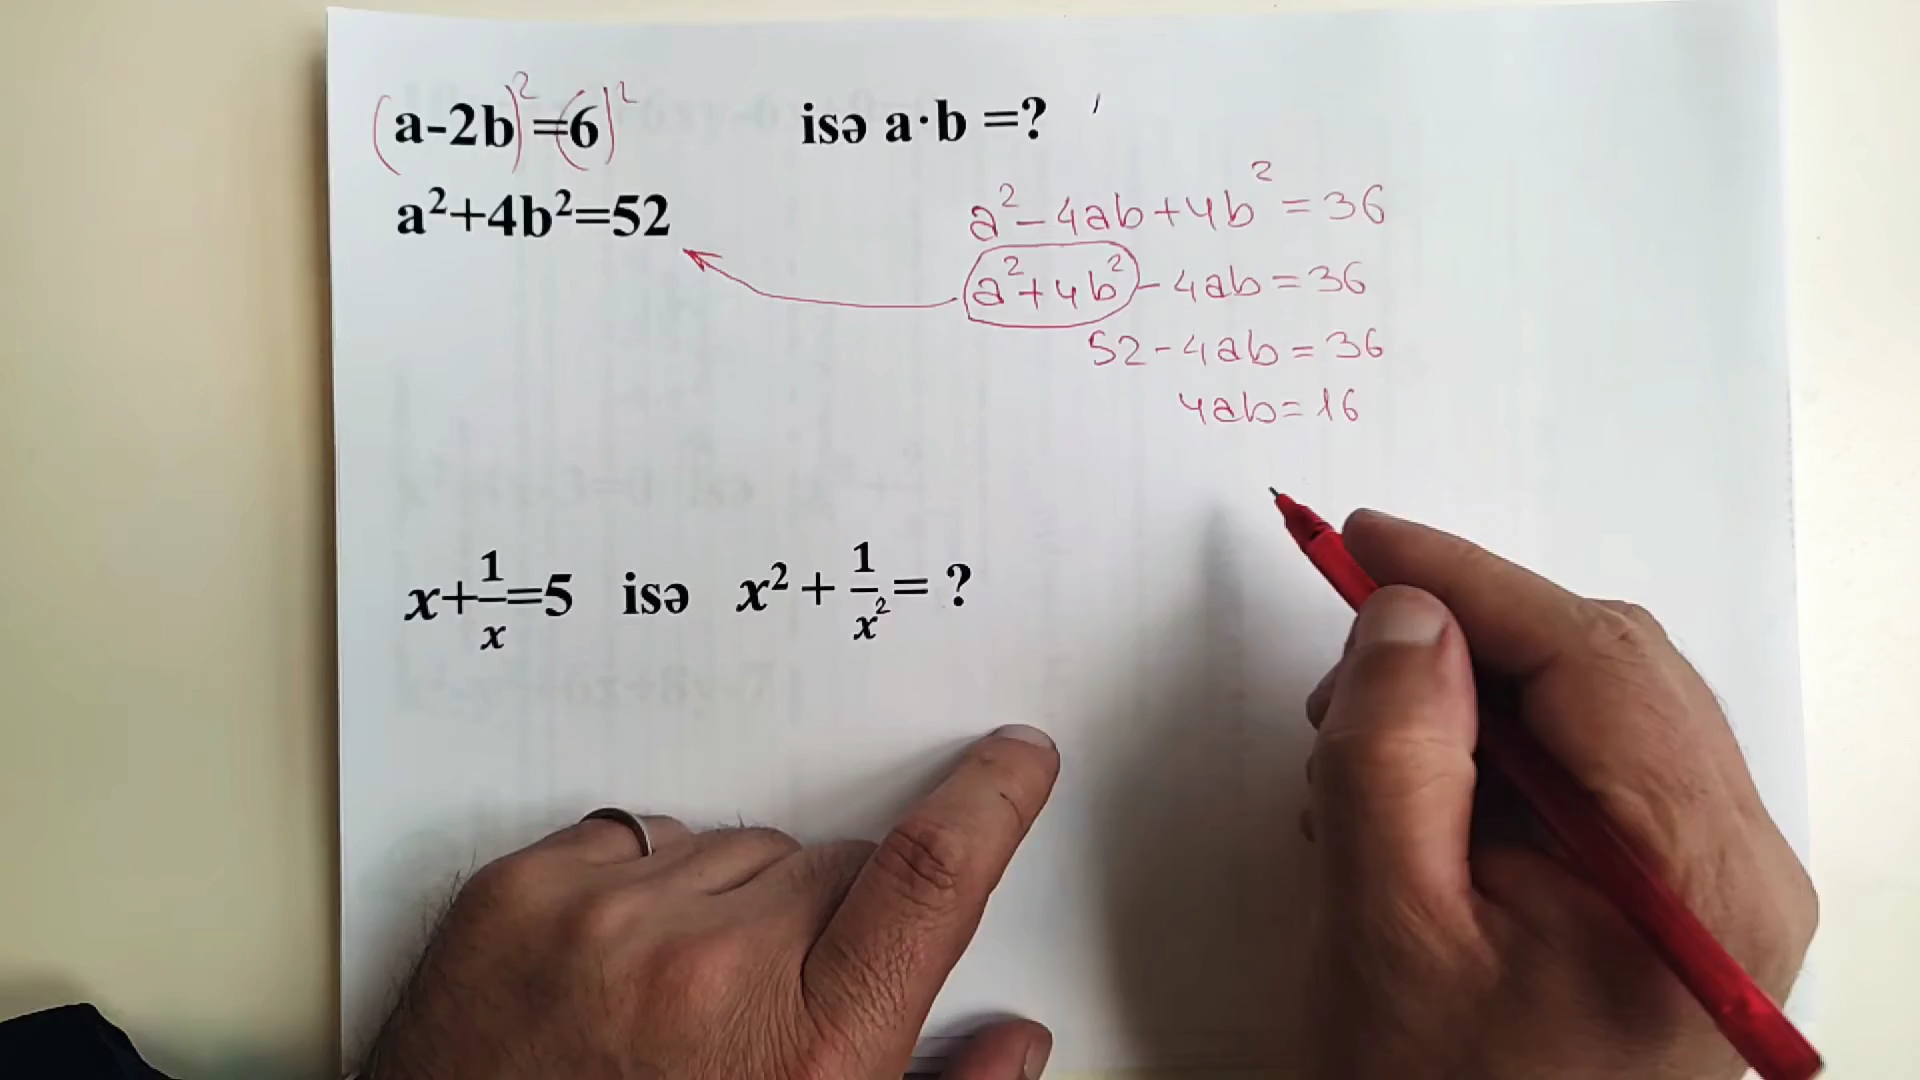 (a-2b)²=(6)² isə a·b =?
a²+4b²=52
a²-4ab+4b²=36
a²+4b²-4ab=36
52-4ab=36
4ab=16
x+1/x=5 isə x²+1/x²= ?